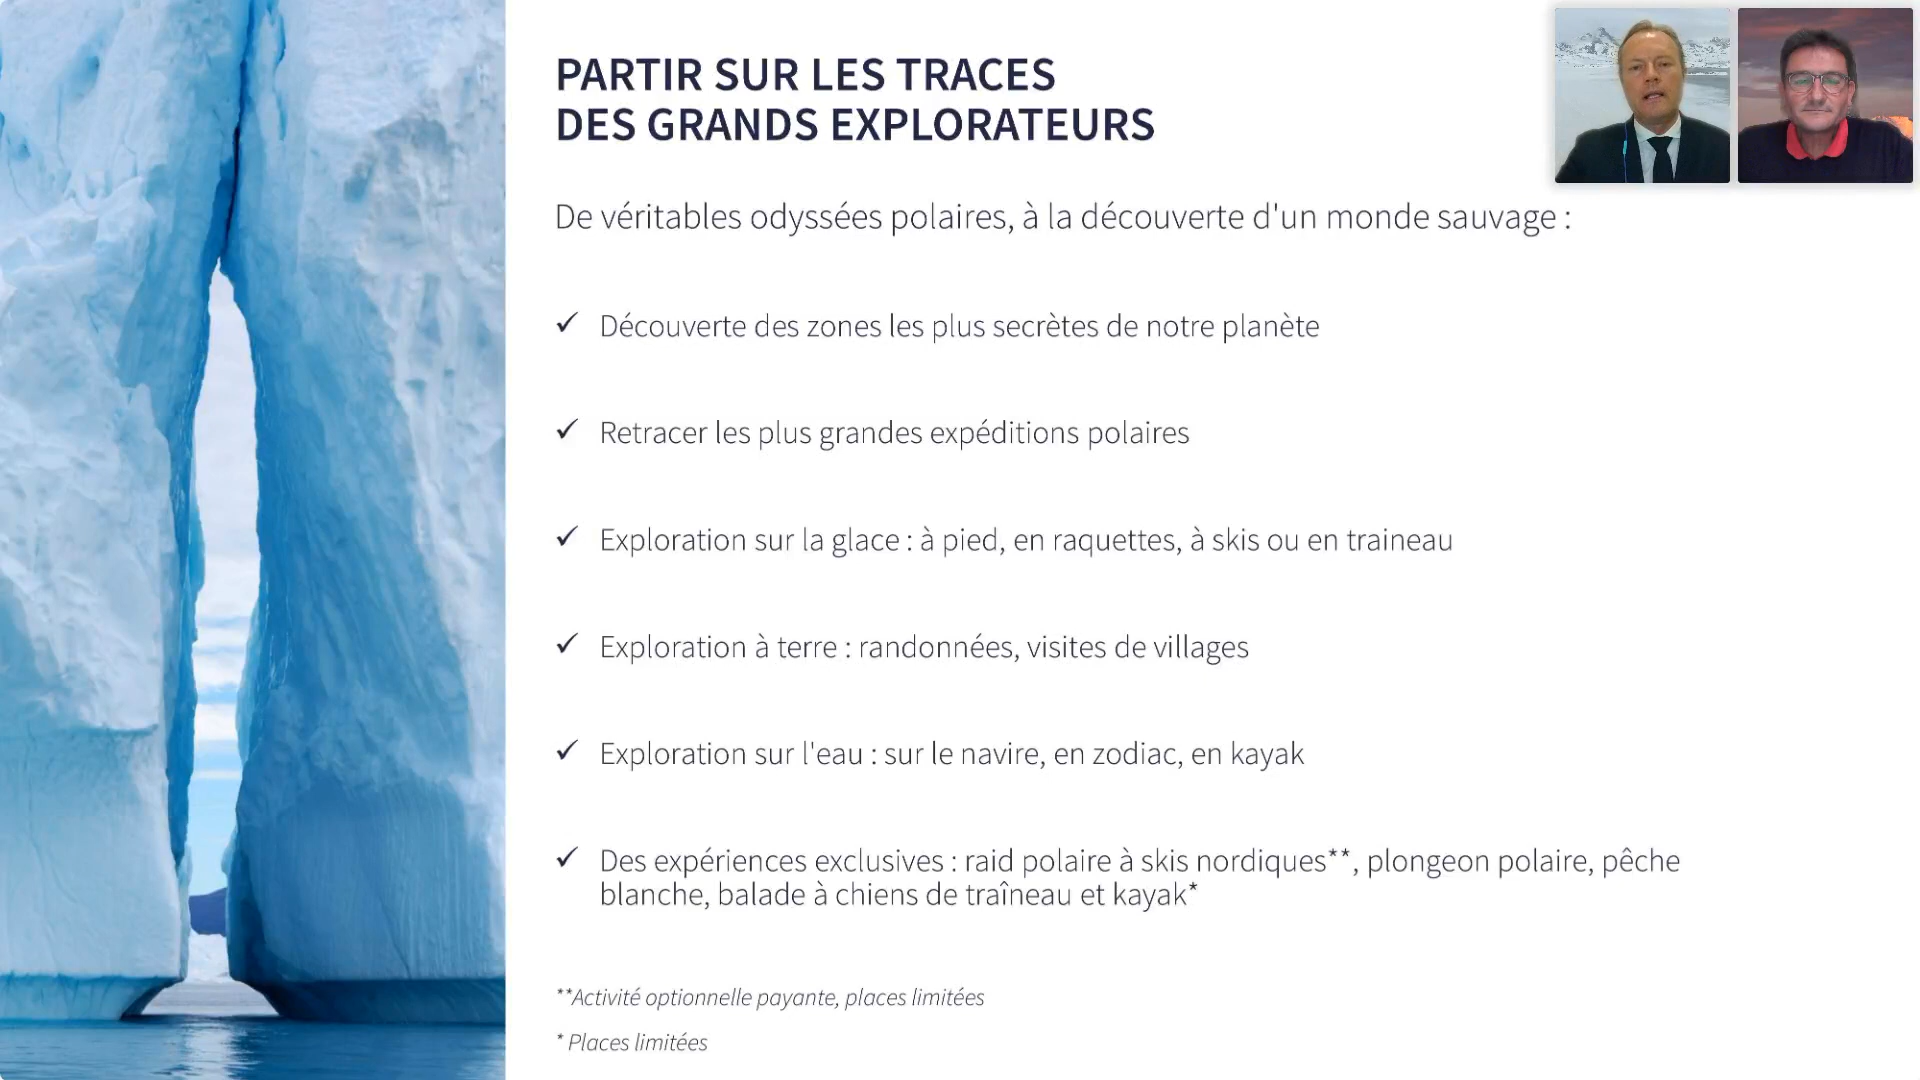 PARTIR SUR LES TRACES
DES GRANDS EXPLORATEURS
De véritables odyssées polaires, à la découverte d'un monde sauvage :
✓ Découverte des zones les plus secrètes de notre planète
✓ Retracer les plus grandes expéditions polaires
✓ Exploration sur la glace : à pied, en raquettes, à skis ou en traineau
✓ Exploration à terre : randonnées, visites de villages
✓ Exploration sur l'eau : sur le navire, en zodiac, en kayak
✓ Des expériences exclusives : raid polaire à skis nordiques**, plongeon polaire, pêche
blanche, balade à chiens de traîneau et kayak*
**Activité optionnelle payante, places limitées
* Places limitées